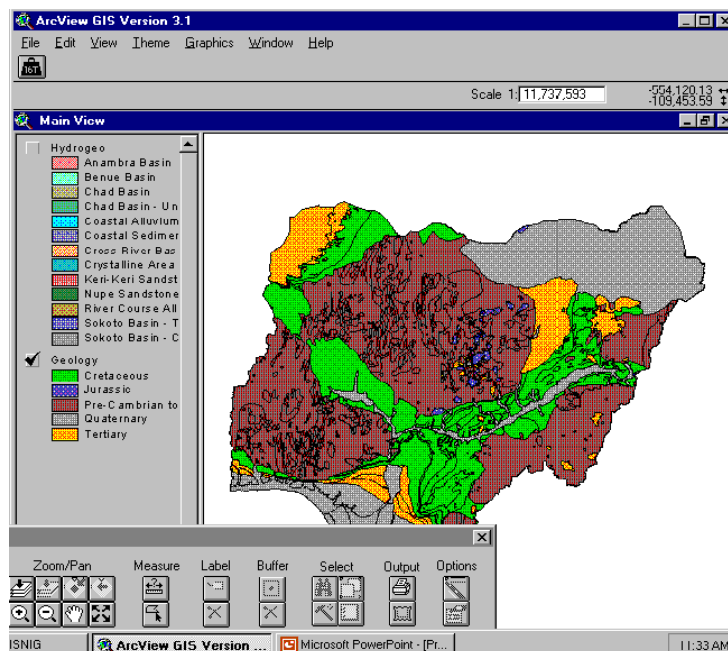 ArcView GIS Version 3.1
File Edit View Theme Graphics Window Help
Scale 1: 11,737,593
-554,120.13
-109,453.59
Main View
Hydrogeo
Anambra Basin
Benue Basin
Chad Basin
Chad Basin - Un
Coastal Alluvium
Coastal Sedimer
Cross River Bas
Crystalline Area
Keri-Keri Sandst
Nupe Sandstone
River Course All
Sokoto Basin - T
Sokoto Basin - C
Geology
Cretaceous
Jurassic
Pre-Cambrian to
Quaternary
Tertiary
Zoom/Pan Measure Label Buffer Select Output Options
ISNIG ArcView GIS Version ... Microsoft PowerPoint - [Pr... 11:33 AM